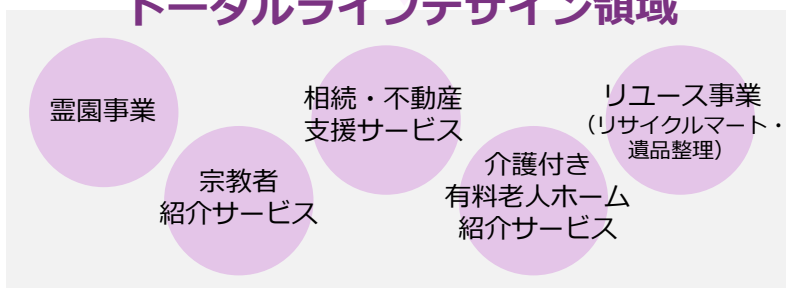 トータルライフデザイン領域
霊園事業
宗教者
紹介サービス
相続・不動産
支援サービス
介護付き
有料老人ホーム
紹介サービス
リユース事業
（リサイクルマート・
遺品整理）